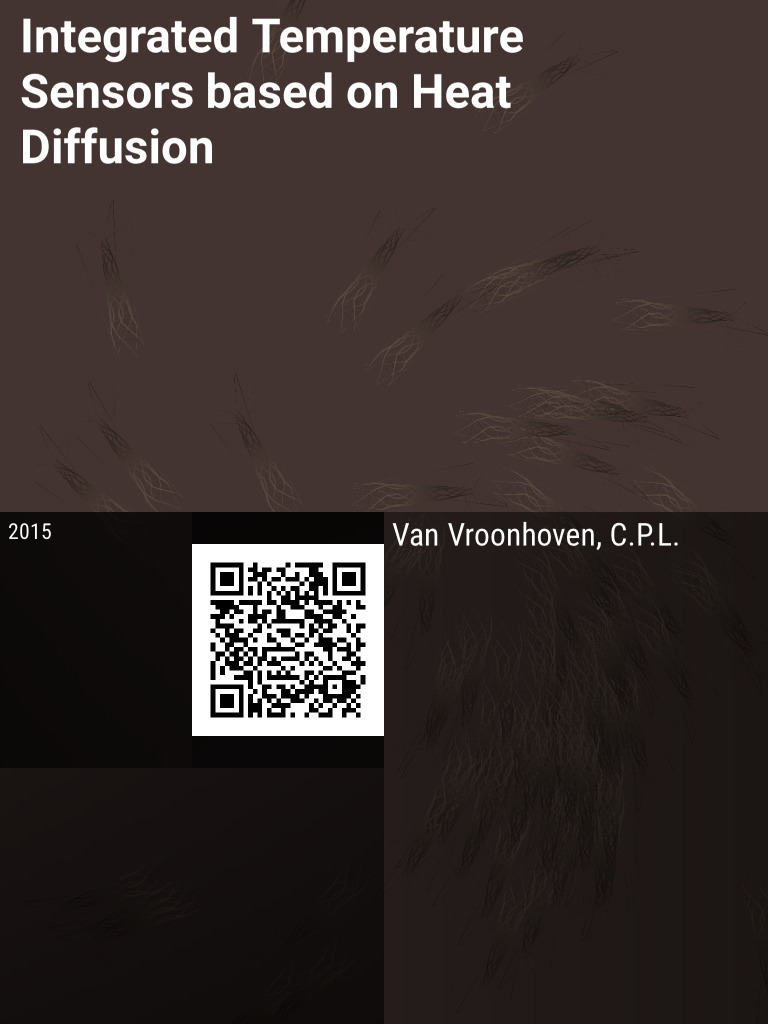 Integrated Temperature
Sensors based on Heat
Diffusion
2015
Van Vroonhoven, C.P.L.